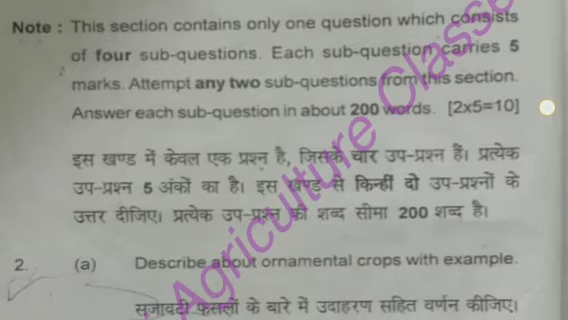 Note : This section contains only one question which consists
of four sub-questions. Each sub-question carries 5
marks. Attempt any two sub-questions from this section.
Answer each sub-question in about 200 words. [2x5=10]
इस खण्ड में केवल एक प्रश्न है, जिसके चार उप-प्रश्न हैं। प्रत्येक
उप-प्रश्न 5 अंकों का है। इस खण्ड से किन्हीं दो उप-प्रश्नों के
उत्तर दीजिए। प्रत्येक उप-प्रश्न की शब्द सीमा 200 शब्द है।
2. (a) Describe about ornamental crops with example.
सजावटी फसलों के बारे में उदाहरण सहित वर्णन कीजिए।
Agriculture Classe